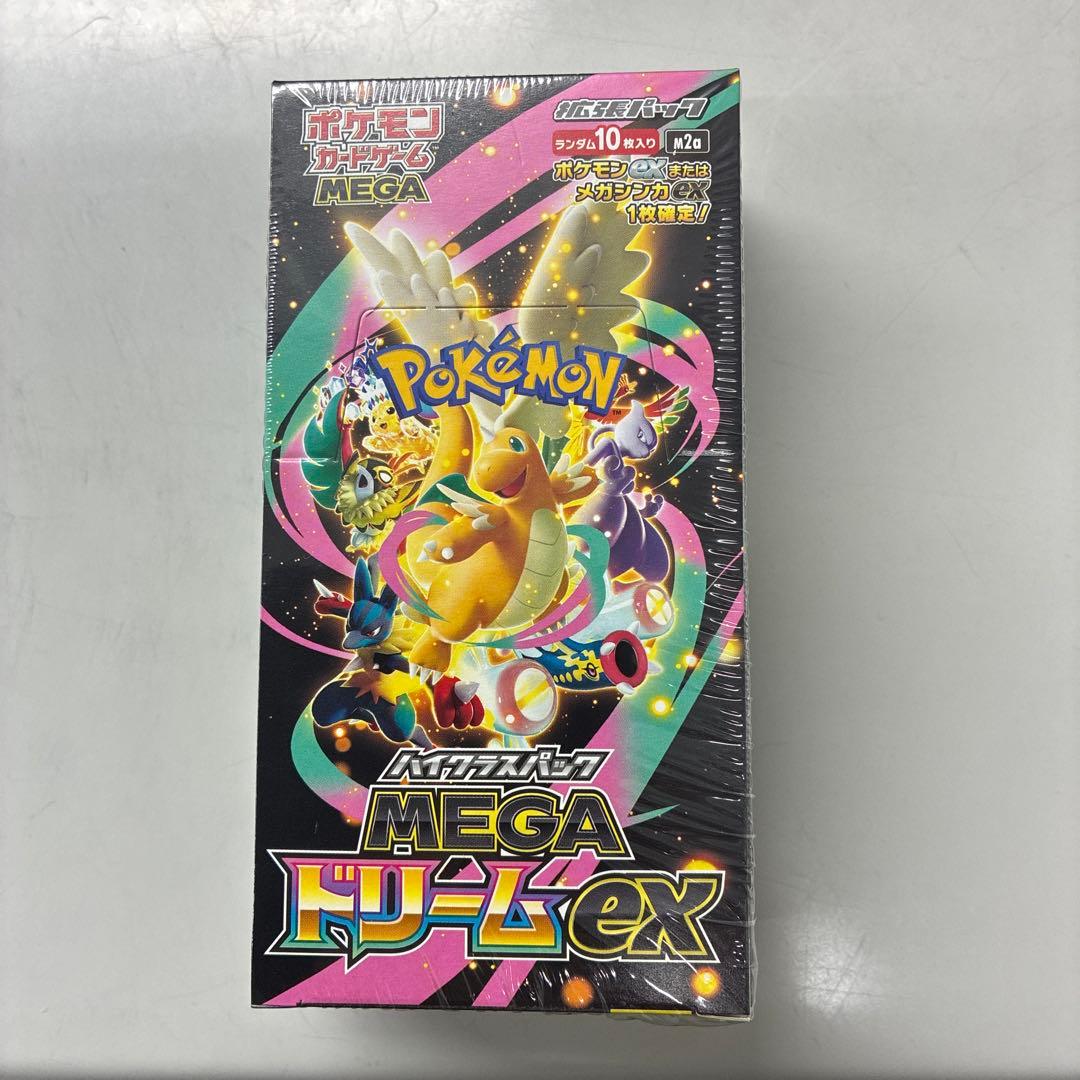 ポケモン
カードゲーム
MEGA
拡張パック
ランダム10枚入り M2a
ポケモンexまたは
メガシンカex
1枚確定!
POKéMON
TM
ハイクラスパック
MEGA
ドリームex